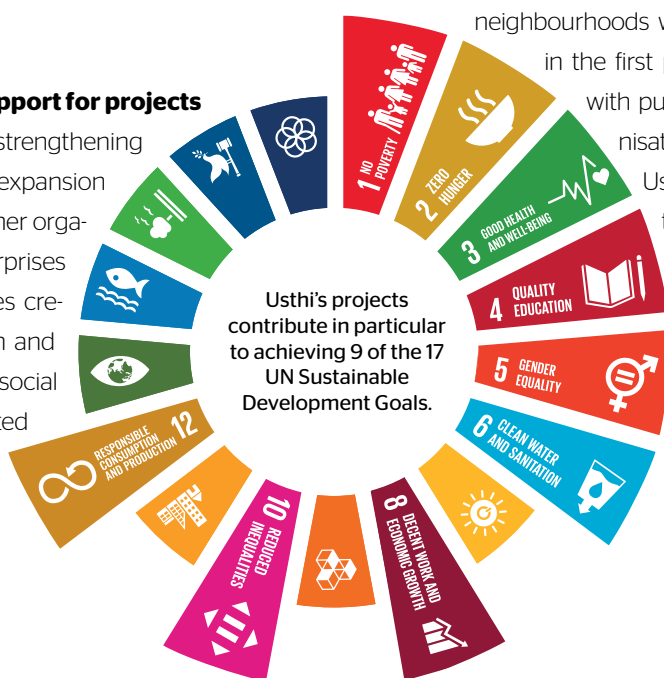 pport for projects
strengthening
expansion
ner orga-
rprises
es cre-
n and
social
ted
neighbourhoods w
in the first p
with pu
nisat
Us
f
1 NO
POVERTY
2 ZERO
HUNGER
3 GOOD HEALTH
AND WELL-BEING
4 QUALITY
EDUCATION
5 GENDER
EQUALITY
6 CLEAN WATER
AND SANITATION
8 DECENT WORK AND
ECONOMIC GROWTH
10 REDUCED
INEQUALITIES
12 RESPONSIBLE
CONSUMPTION
AND PRODUCTION
Usthi’s projects
contribute in particular
to achieving 9 of the 17
UN Sustainable
Development Goals.